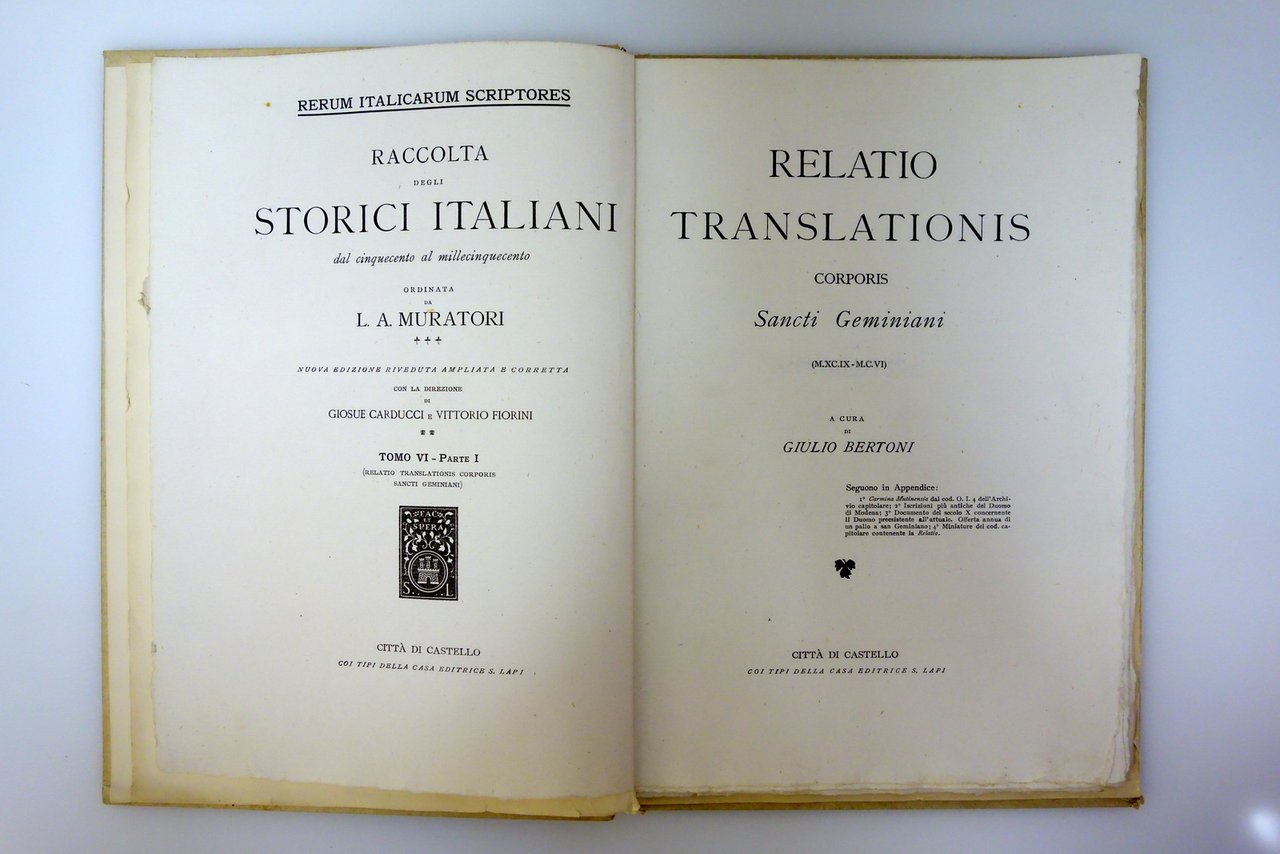 RERUM ITALICARUM SCRIPTORES
RACCOLTA
DEGLI
STORICI ITALIANI
dal cinquecento al millecinquecento
ORDINATA
DA
L. A. MURATORI
NUOVA EDIZIONE RIVEDUTA AMPLIATA E CORRETTA
CON LA DIREZIONE
DI
GIOSUE CARDUCCI E VITTORIO FIORINI
TOMO VI - PARTE I
(RELATIO TRANSLATIONIS CORPORIS
SANCTI GEMINIANI)
FAC
ET
SPERA
S. L
CITTÀ DI CASTELLO
COI TIPI DELLA CASA EDITRICE S. LAPI
RELATIO
TRANSLATIONIS
CORPORIS
Sancti Geminiani
(M.XC.IX - M.C.VI)
A CURA
DI
GIULIO BERTONI
Seguono in Appendice:
1° Carmina Mutinensia dal cod. O. I. 4 dell'Archi-
vio capitolare; 2° Iscrizioni più antiche del Duomo
di Modena; 3° Documento del secolo X concernente
il Duomo preesistente all'attuale. Offerta annua di
un palio a san Geminiano; 4° Miniature del cod. ca-
pitolare contenente la Relatio.
CITTÀ DI CASTELLO
COI TIPI DELLA CASA EDITRICE S. LAPI